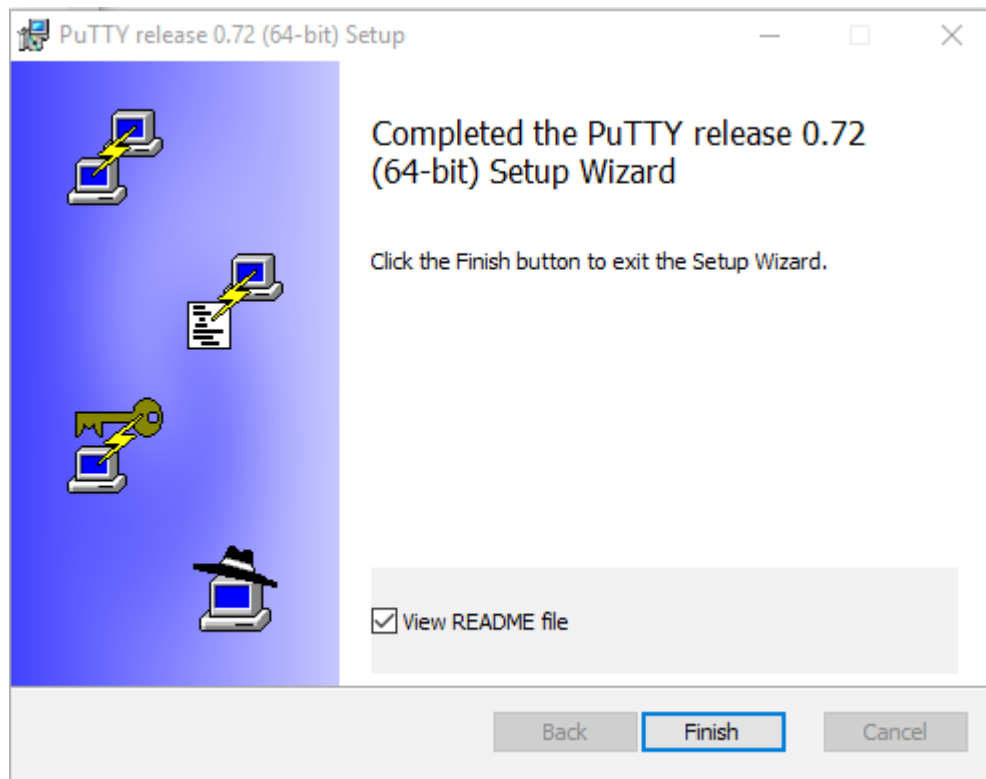 PuTTY release 0.72 (64-bit) Setup
Completed the PuTTY release 0.72
(64-bit) Setup Wizard
Click the Finish button to exit the Setup Wizard.
View README file
Back Finish Cancel